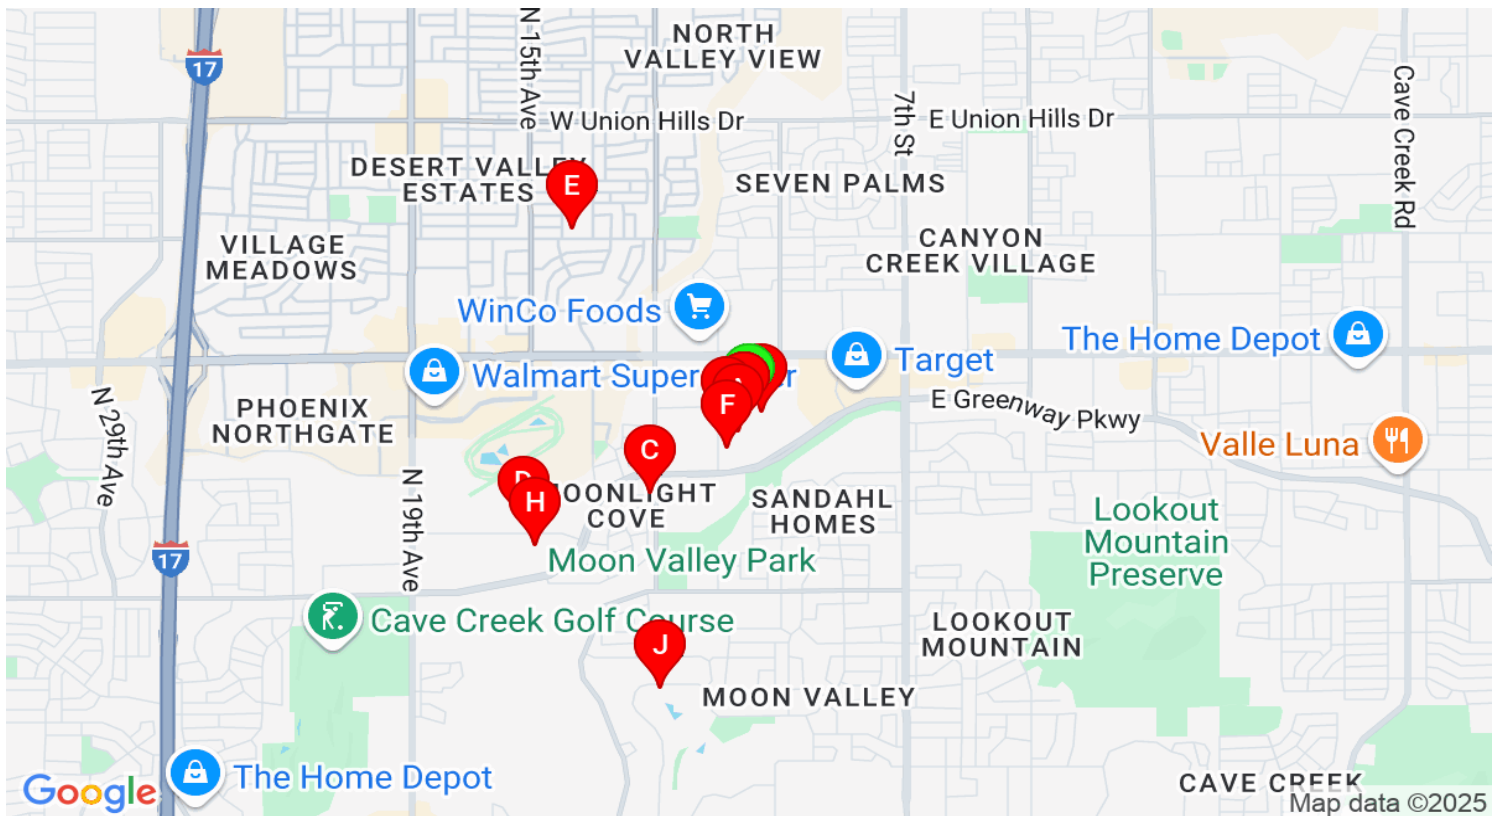 NORTH
VALLEY VIEW
N 15th Ave
17
W Union Hills Dr
7th St
E Union Hills Dr
Cave Creek Rd
DESERT VALLEY
ESTATES
E
SEVEN PALMS
VILLAGE
MEADOWS
CANYON
CREEK VILLAGE
WinCo Foods
The Home Depot
Target
Walmart Super
er
N 29th Ave
PHOENIX
NORTHGATE
F
E Greenway Pkwy
Valle Luna
C
N 19th Ave
H
MOONLIGHT
COVE
SANDAHL
HOMES
Lookout
Mountain
Preserve
17
Moon Valley Park
Cave Creek Golf Course
LOOKOUT
MOUNTAIN
J
MOON VALLEY
The Home Depot
Google
CAVE CREEK
Map data ©2025